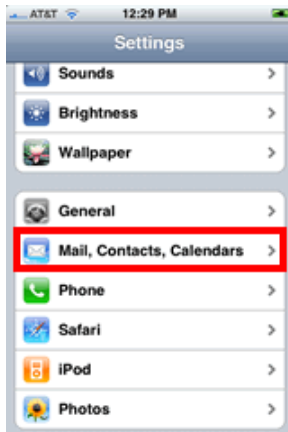 AT&T 12:29 PM
Settings
Sounds
Brightness
Wallpaper
General
Mail, Contacts, Calendars
Phone
Safari
iPod
Photos